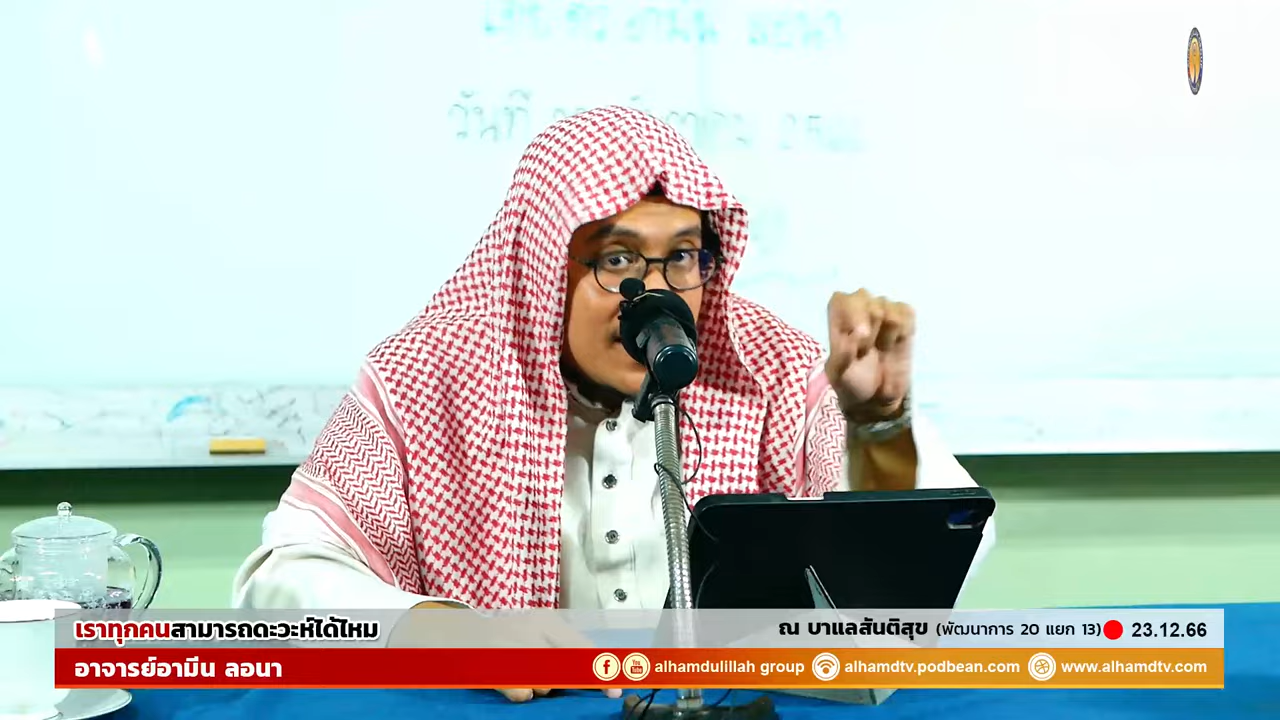 วันที่
เราทุกคนสามารถดะวะห์ได้ไหม
ณ บาแลสันติสุข (พัฒนาการ 20 แยก 13)
23.12.66
อาจารย์อามีน ลอนา
alhamdulillah group
alhamdtv.podbean.com
www.alhamdtv.com